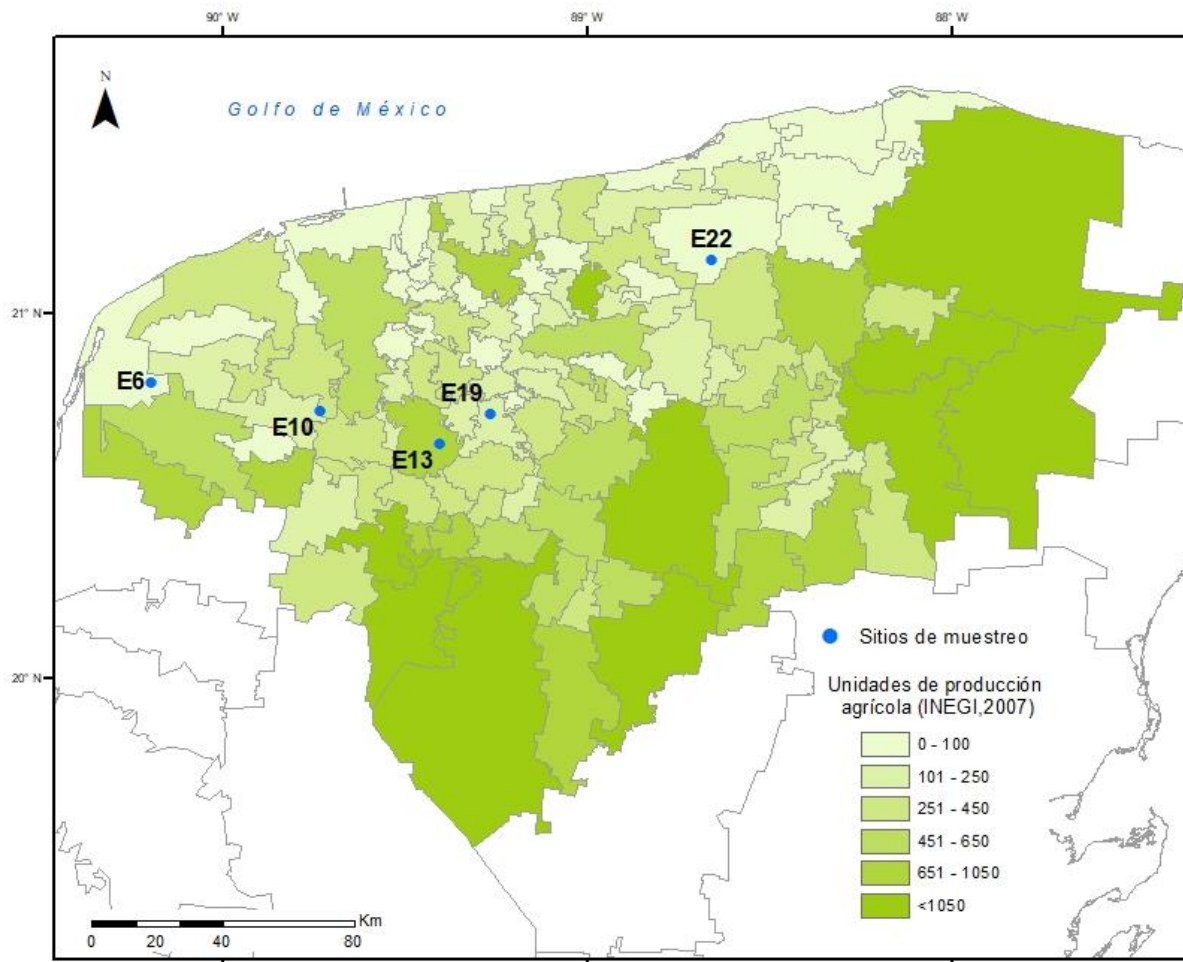 90° W
89° W
88° W
N
Golfo de México
E22
21° N
E6
E19
E10
E13
Sitios de muestreo
20° N
Unidades de producción
agrícola (INEGI,2007)
0 - 100
101 - 250
251 - 450
451 - 650
651 - 1050
<1050
Km
0 20 40 80